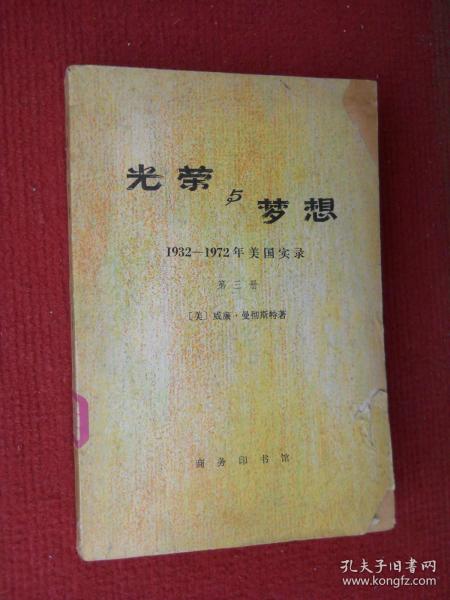 光荣与梦想
1932—1972年美国实录
第三册
〔美〕威廉·曼彻斯特著
商务印书馆
孔夫子旧书网
www.kongfz.com